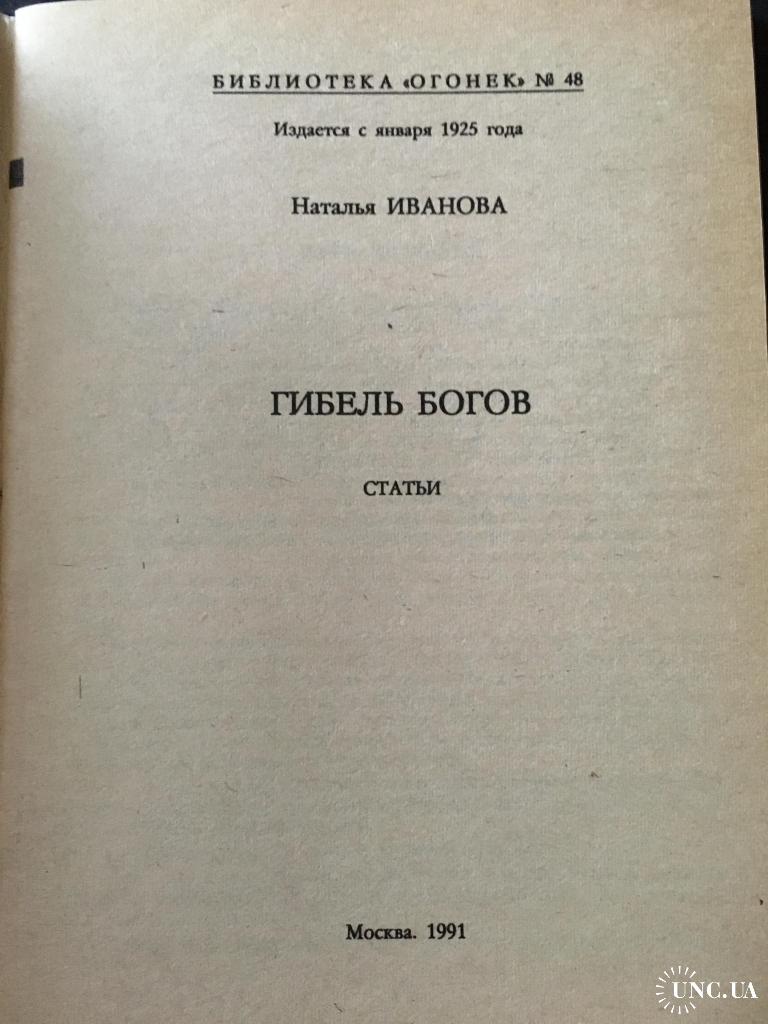 БИБЛИОТЕКА «ОГОНЕК» № 48
Издается с января 1925 года
Наталья ИВАНОВА
ГИБЕЛЬ БОГОВ
СТАТЬИ
Москва. 1991
UNC.UA